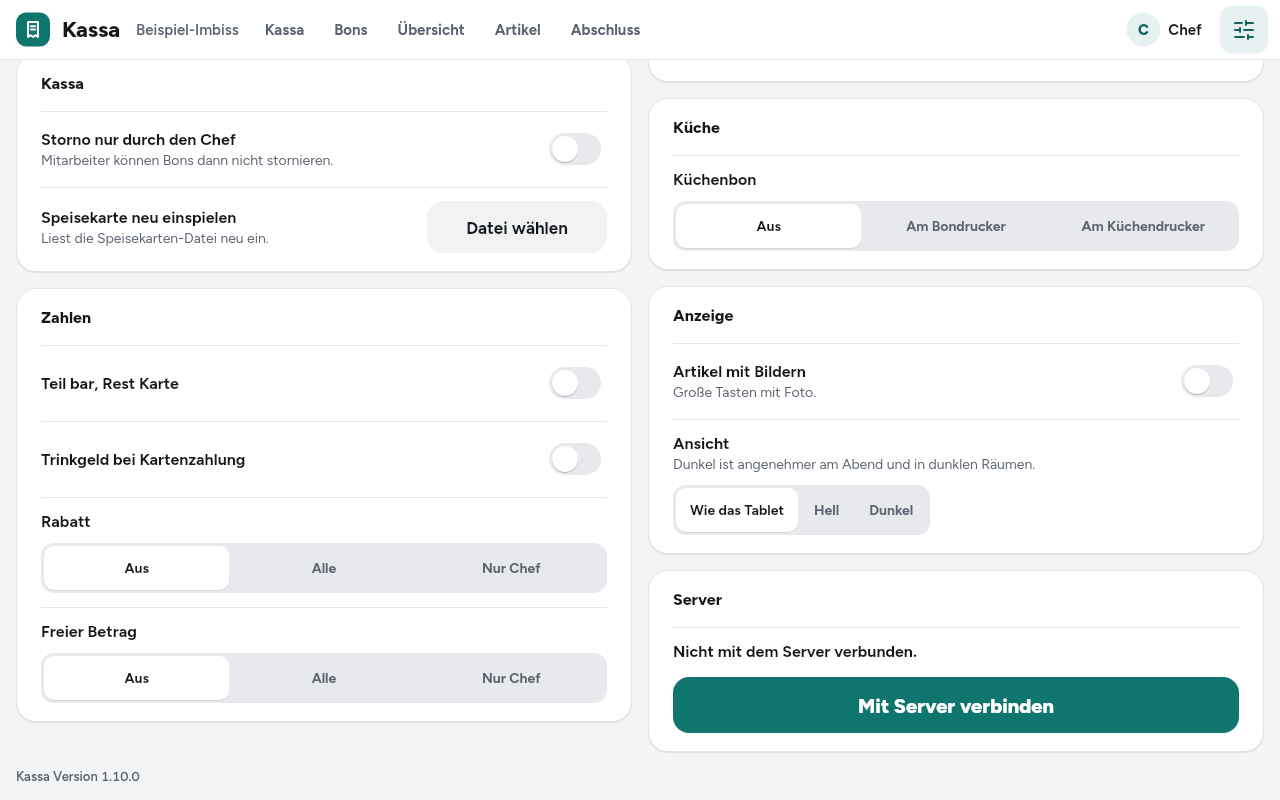 Kassa
Beispiel-Imbiss
Kassa
Bons
Übersicht
Artikel
Abschluss
C
Chef
Kassa
Storno nur durch den Chef
Mitarbeiter können Bons dann nicht stornieren.
Speisekarte neu einspielen
Liest die Speisekarten-Datei neu ein.
Datei wählen
Zahlen
Teil bar, Rest Karte
Trinkgeld bei Kartenzahlung
Rabatt
Aus
Alle
Nur Chef
Freier Betrag
Aus
Alle
Nur Chef
Küche
Küchenbon
Aus
Am Bondrucker
Am Küchendrucker
Anzeige
Artikel mit Bildern
Große Tasten mit Foto.
Ansicht
Dunkel ist angenehmer am Abend und in dunklen Räumen.
Wie das Tablet
Hell
Dunkel
Server
Nicht mit dem Server verbunden.
Mit Server verbinden
Kassa Version 1.10.0